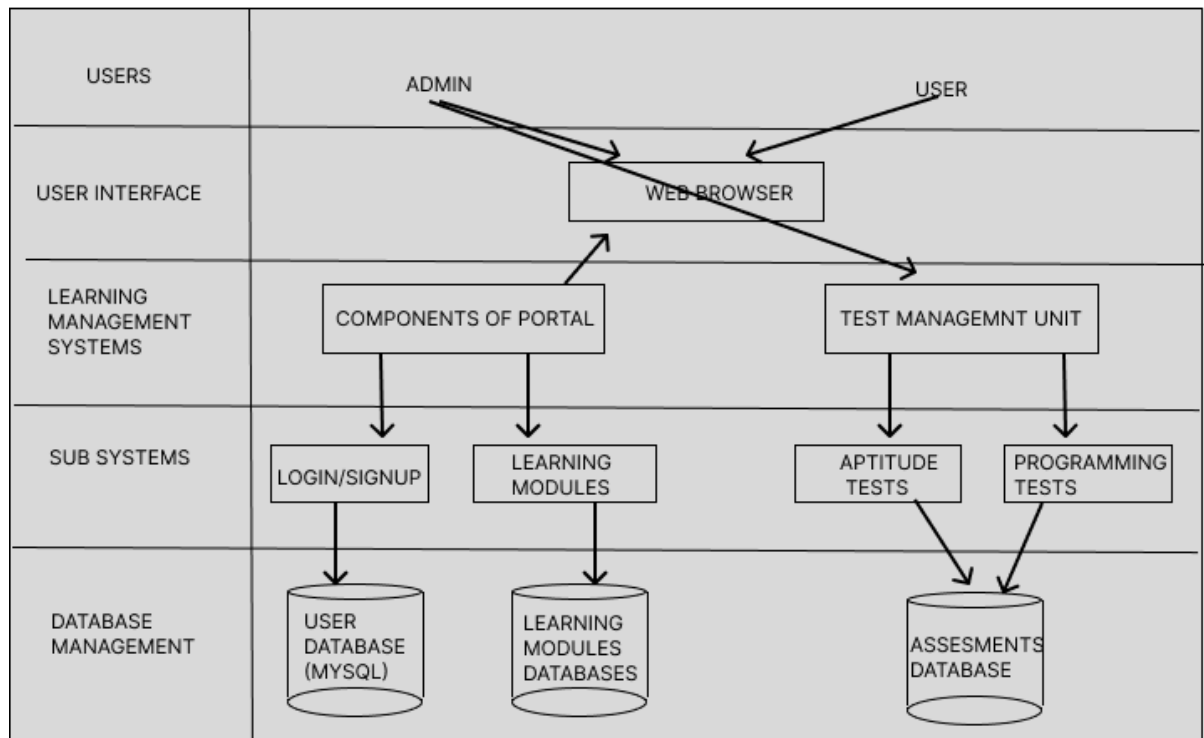 USERS
ADMIN
USER
USER INTERFACE
WEB BROWSER
LEARNING
MANAGEMENT
SYSTEMS
COMPONENTS OF PORTAL
TEST MANAGEMNT UNIT
SUB SYSTEMS
LOGIN/SIGNUP
LEARNING
MODULES
APTITUDE
TESTS
PROGRAMMING
TESTS
DATABASE
MANAGEMENT
USER
DATABASE
(MYSQL)
LEARNING
MODULES
DATABASES
ASSESMENTS
DATABASE